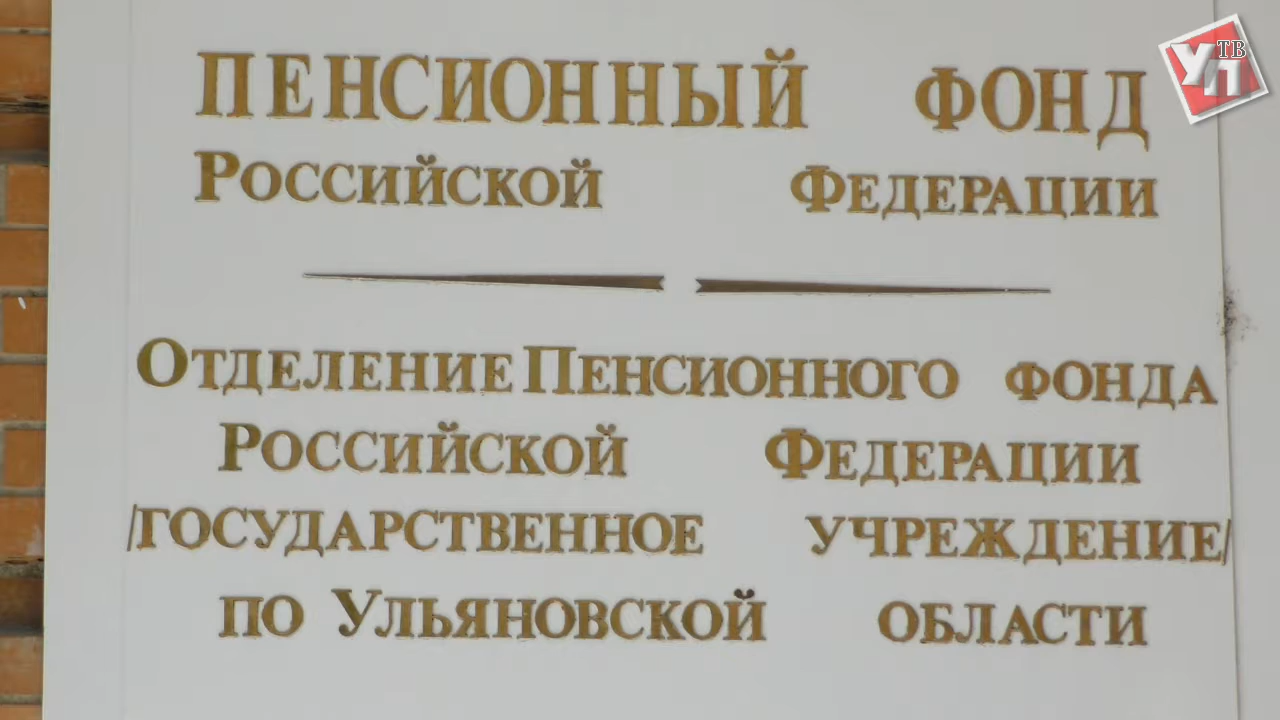 ПЕНСИОННЫЙ ФОНД
РОССИЙСКОЙ ФЕДЕРАЦИИ
ОТДЕЛЕНИЕ ПЕНСИОННОГО ФОНДА
РОССИЙСКОЙ ФЕДЕРАЦИИ
/ГОСУДАРСТВЕННОЕ УЧРЕЖДЕНИЕ/
ПО УЛЬЯНОВСКОЙ ОБЛАСТИ
УП ТВ